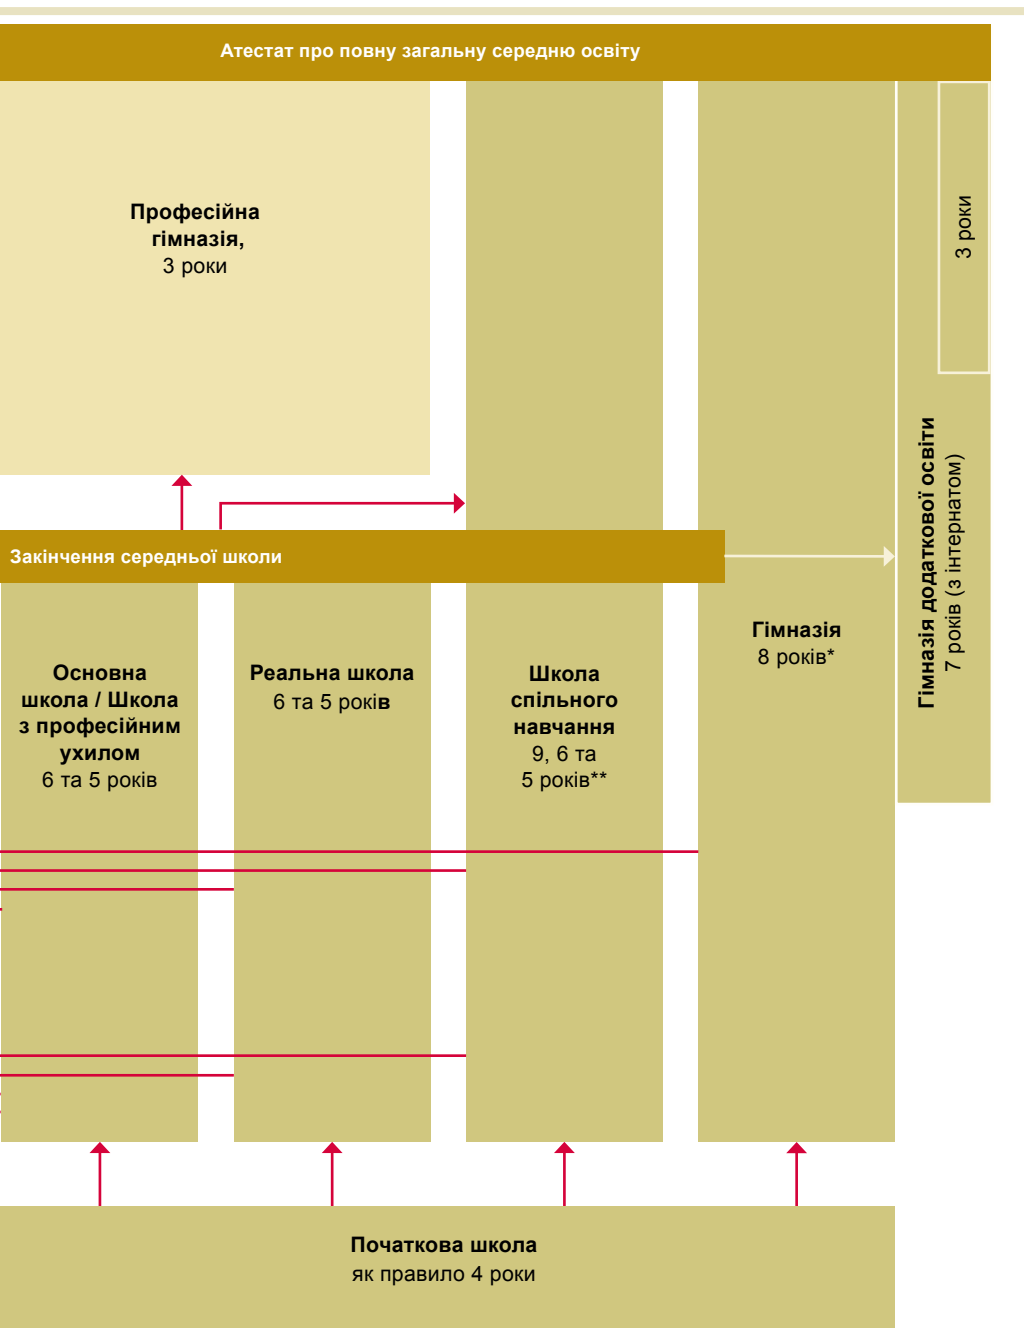 Атестат про повну загальну середню освіту
Професійна
гімназія,
3 роки
3 роки
Гімназія додаткової освіти
7 років (з інтернатом)
Закінчення середньої школи
Основна
школа / Школа
з професійним
ухилом
6 та 5 років
Реальна школа
6 та 5 років
Школа
спільного
навчання
9, 6 та
5 років**
Гімназія
8 років*
Початкова школа
як правило 4 роки